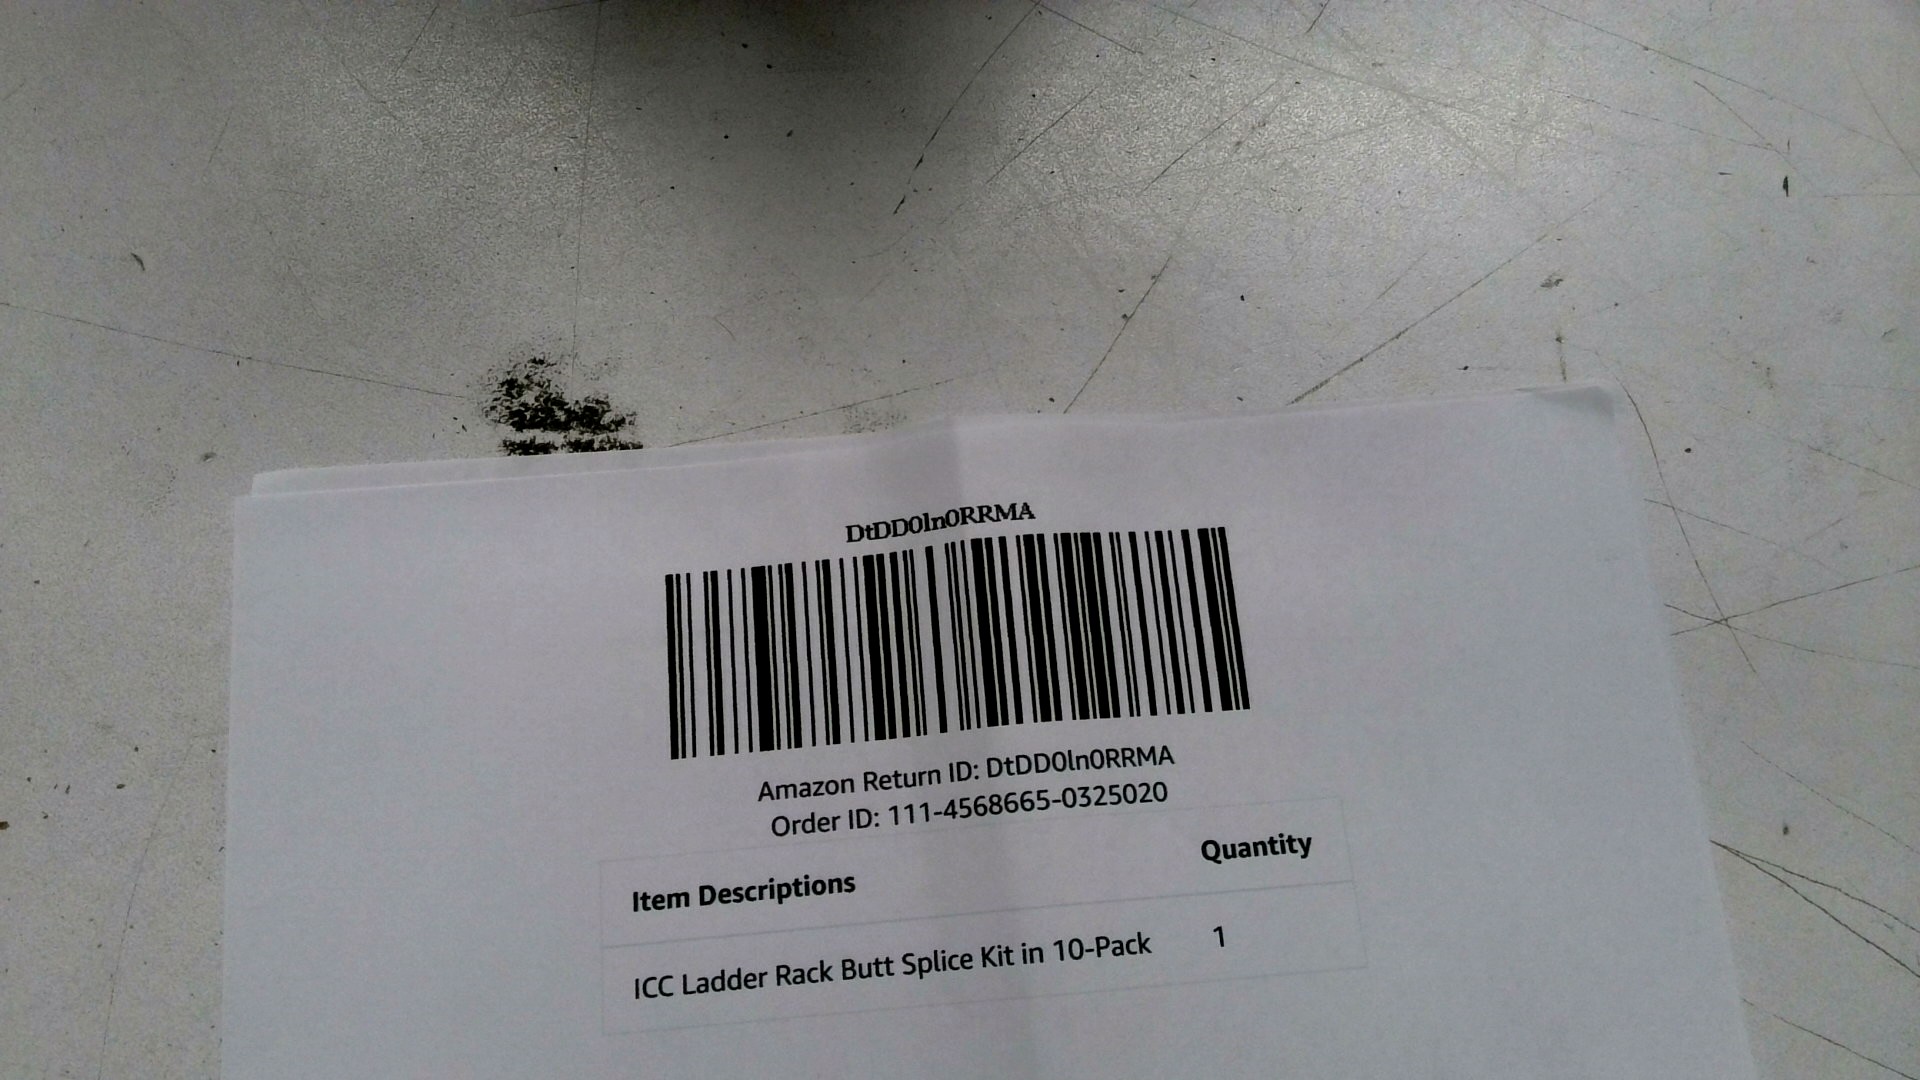 DtDD0ln0RRMA
Amazon Return ID: DtDD0ln0RRMA
Order ID: 111-4568665-0325020
Item Descriptions Quantity
ICC Ladder Rack Butt Splice Kit in 10-Pack 1